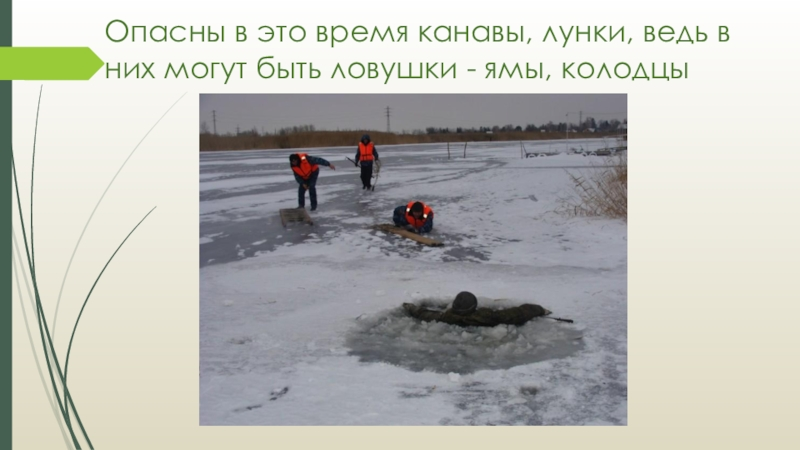 Опасны в это время канавы, лунки, ведь в
них могут быть ловушки - ямы, колодцы